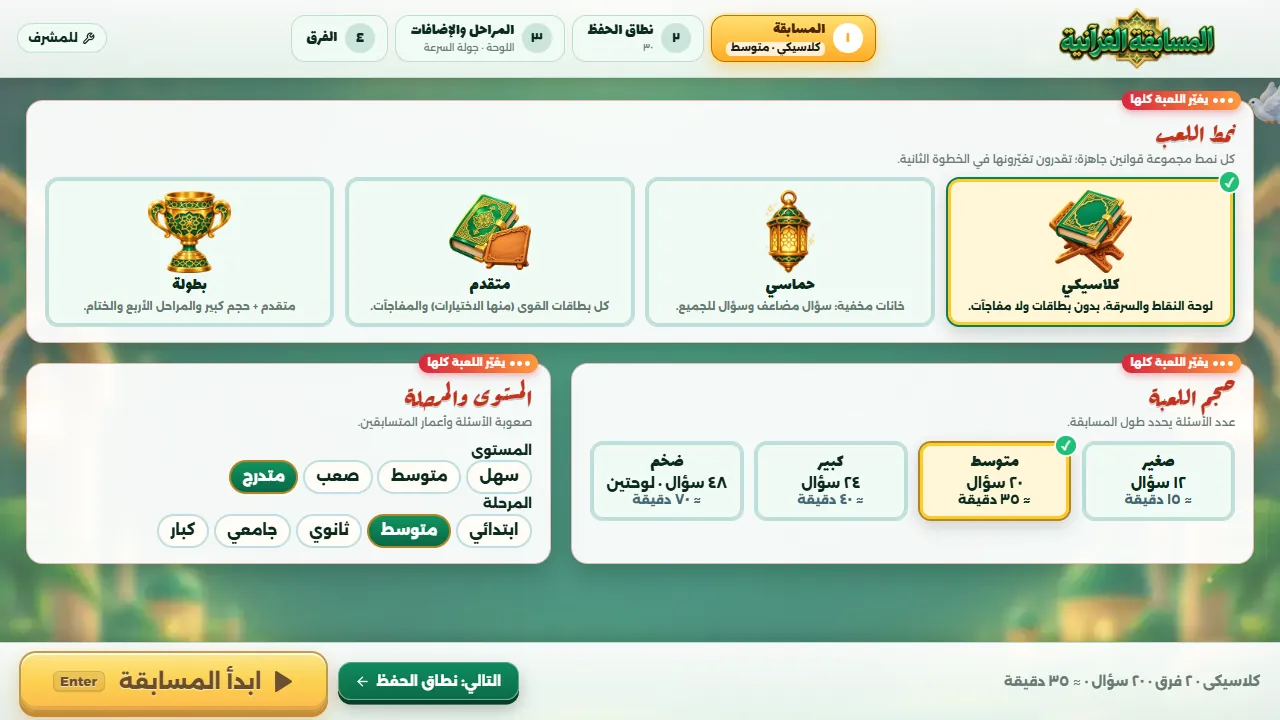 المسابقة القرآنية
١
المسابقة
كلاسيكي · متوسط
٢
نطاق الحفظ
٣٠
٣
المراحل والإضافات
اللوحة · جولة السرعة
٤
الفرق
للمشرف
يغيّر اللعبة كلها
نمط اللعب
كل نمط مجموعة قوانين جاهزة؛ تقدرون تغيّرونها في الخطوة الثانية.
كلاسيكي
لوحة النقاط والسرقة، بدون بطاقات ولا مفاجآت.
حماسي
خانات مخفية: سؤال مضاعف وسؤال للجميع.
متقدم
كل بطاقات القوى (منها الاختيارات) والمفاجآت.
بطولة
متقدم + حجم كبير والمراحل الأربع والختام.
يغيّر اللعبة كلها
حجم اللعبة
عدد الأسئلة يحدد طول المسابقة.
صغير
١٢ سؤال
≈ ١٥ دقيقة
متوسط
٢٠ سؤال
≈ ٣٥ دقيقة
كبير
٢٤ سؤال
≈ ٤٠ دقيقة
ضخم
٤٨ سؤال · لوحتين
≈ ٧٠ دقيقة
يغيّر اللعبة كلها
المستوى والمرحلة
صعوبة الأسئلة وأعمار المتسابقين.
المستوى
سهل
متوسط
صعب
متدرج
المرحلة
ابتدائي
متوسط
ثانوي
جامعي
كبار
كلاسيكي · ٢ فرق · ٢٠ سؤال · ≈ ٣٥ دقيقة
التالي: نطاق الحفظ ←
ابدأ المسابقة Enter